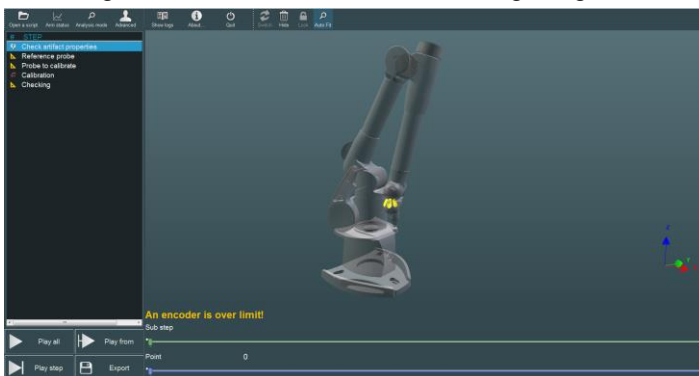 Open a script Arm status Analysis mode Advanced Show logs About... Quit Switch Hide Lock Auto Fit
STEP
Check artifact properties
Reference probe
Probe to calibrate
Calibration
Checking
Z
Y
An encoder is over limit!
Sub step
Play all Play from
Point 0
Play step Export